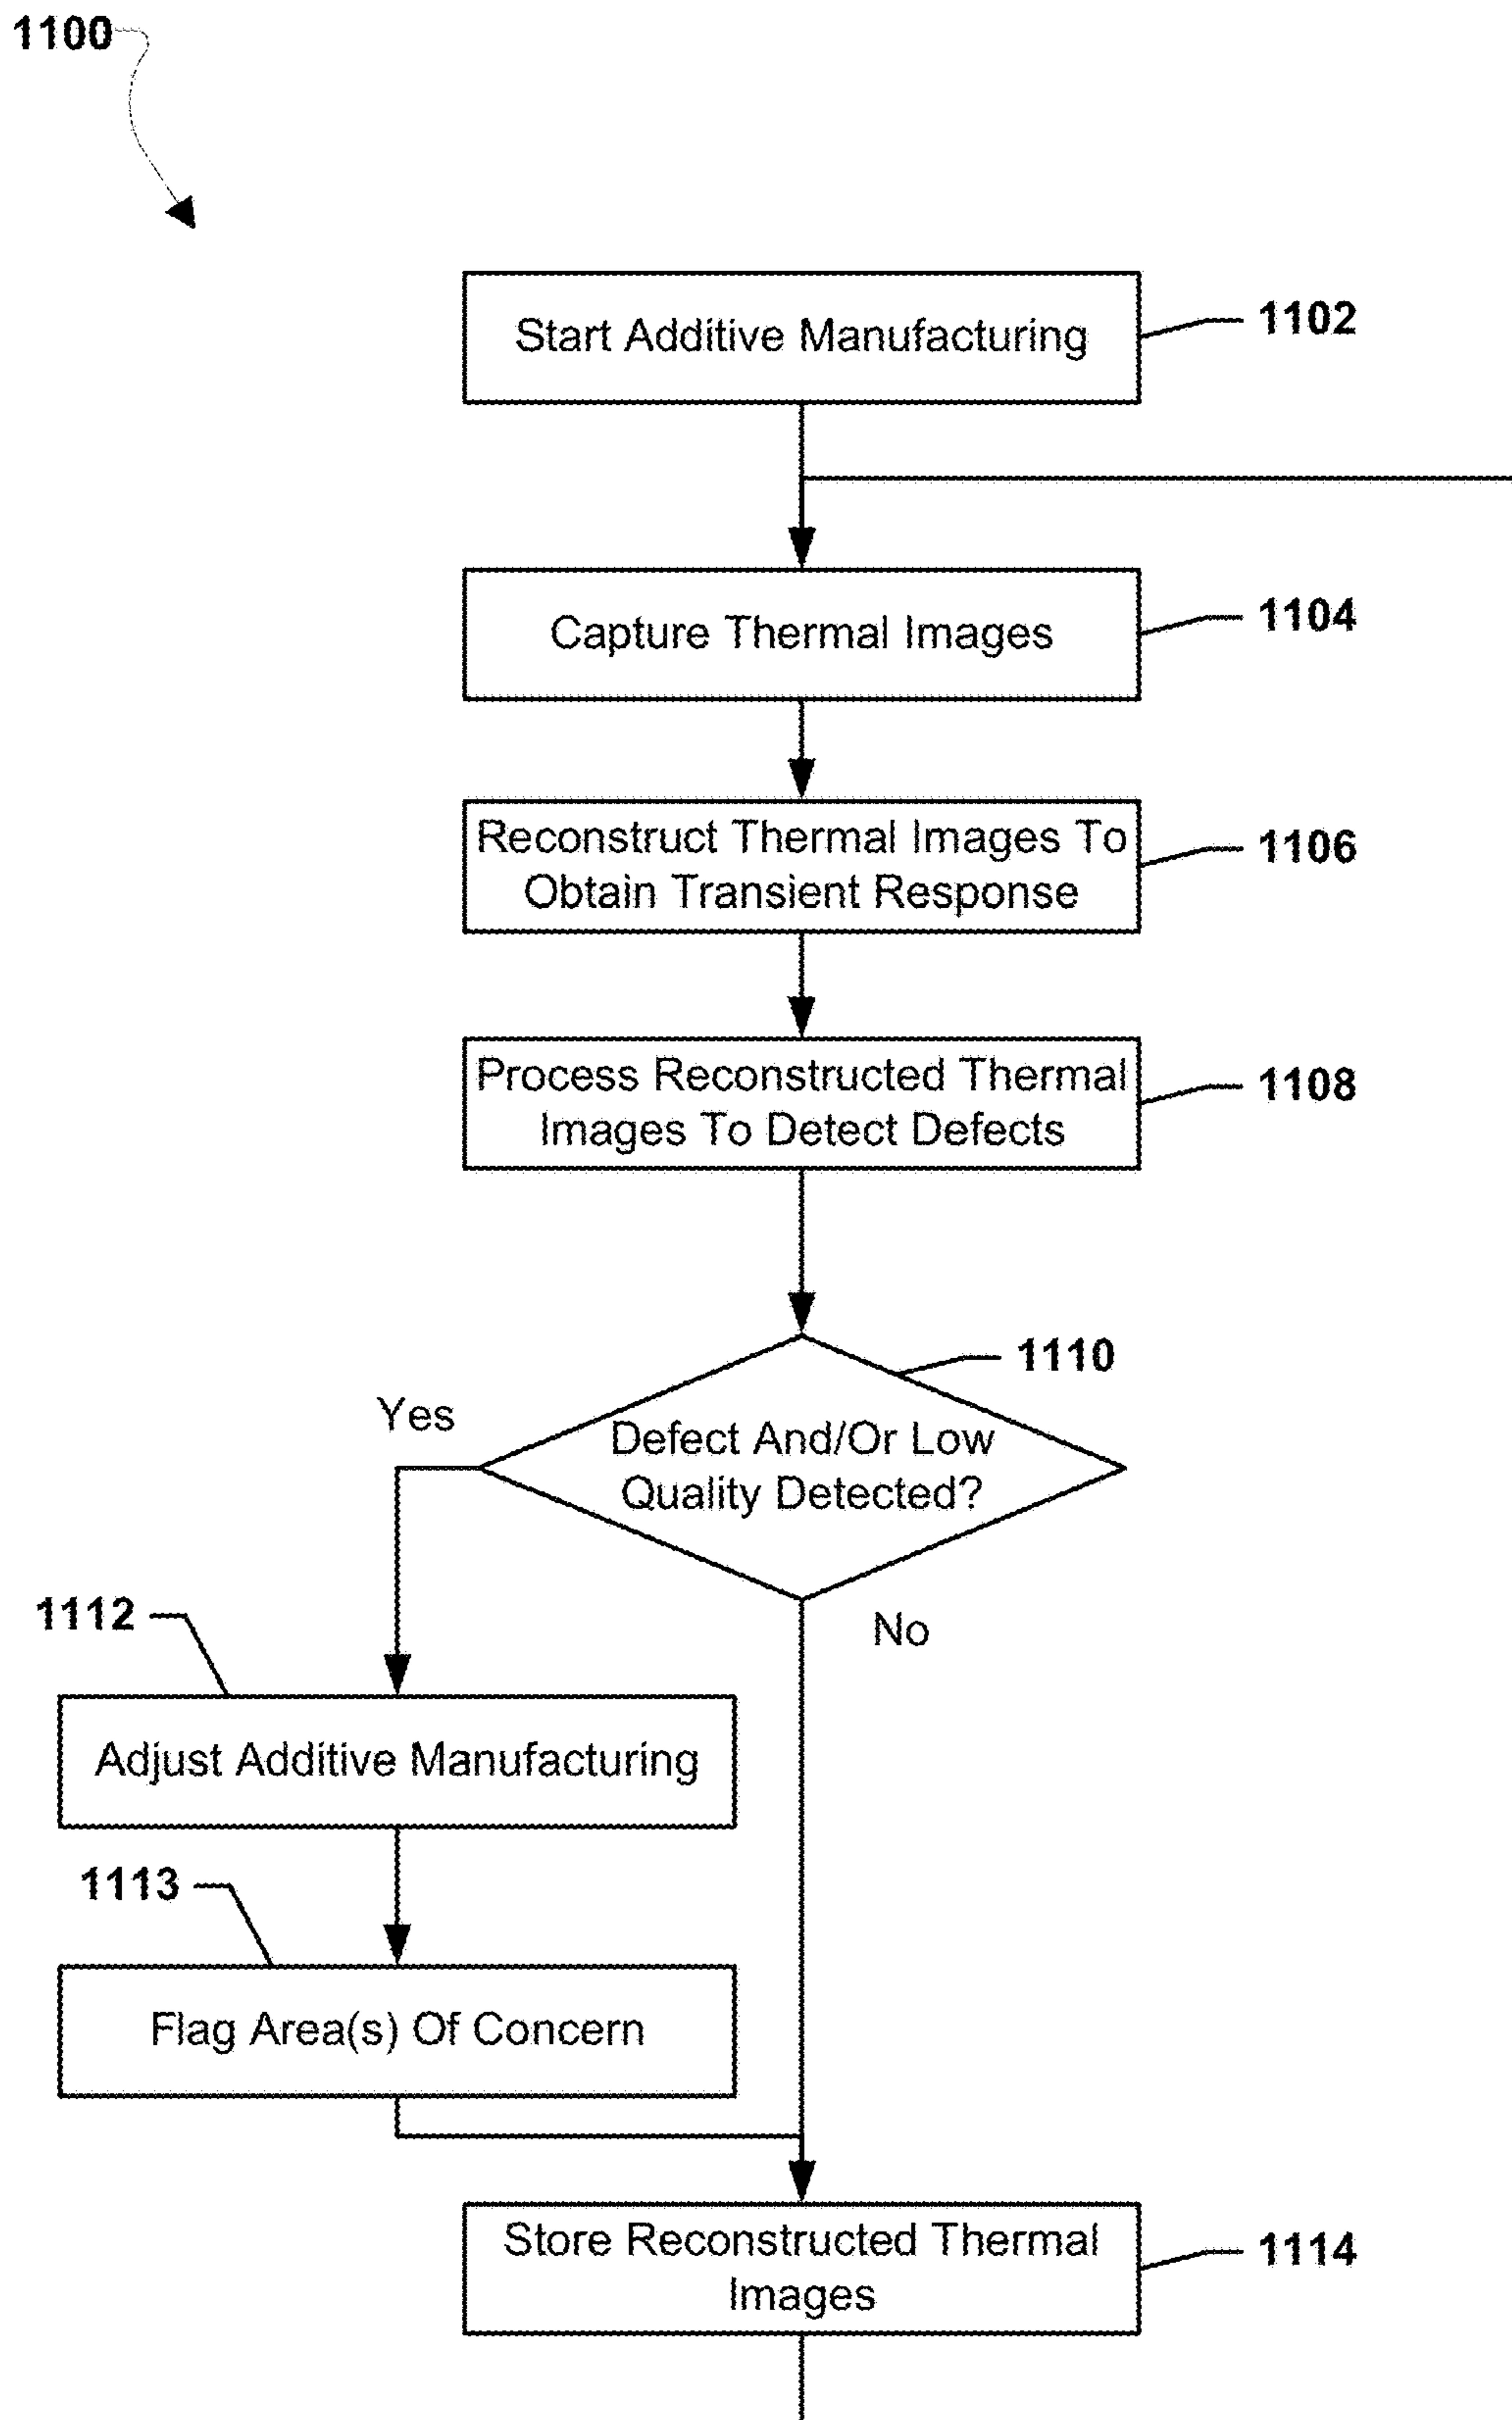 1100
Start Additive Manufacturing
1102
Capture Thermal Images
1104
Reconstruct Thermal Images To
Obtain Transient Response
1106
Process Reconstructed Thermal
Images To Detect Defects
1108
1110
Yes
Defect And/Or Low
Quality Detected?
No
1112
Adjust Additive Manufacturing
1113
Flag Area(s) Of Concern
Store Reconstructed Thermal
Images
1114